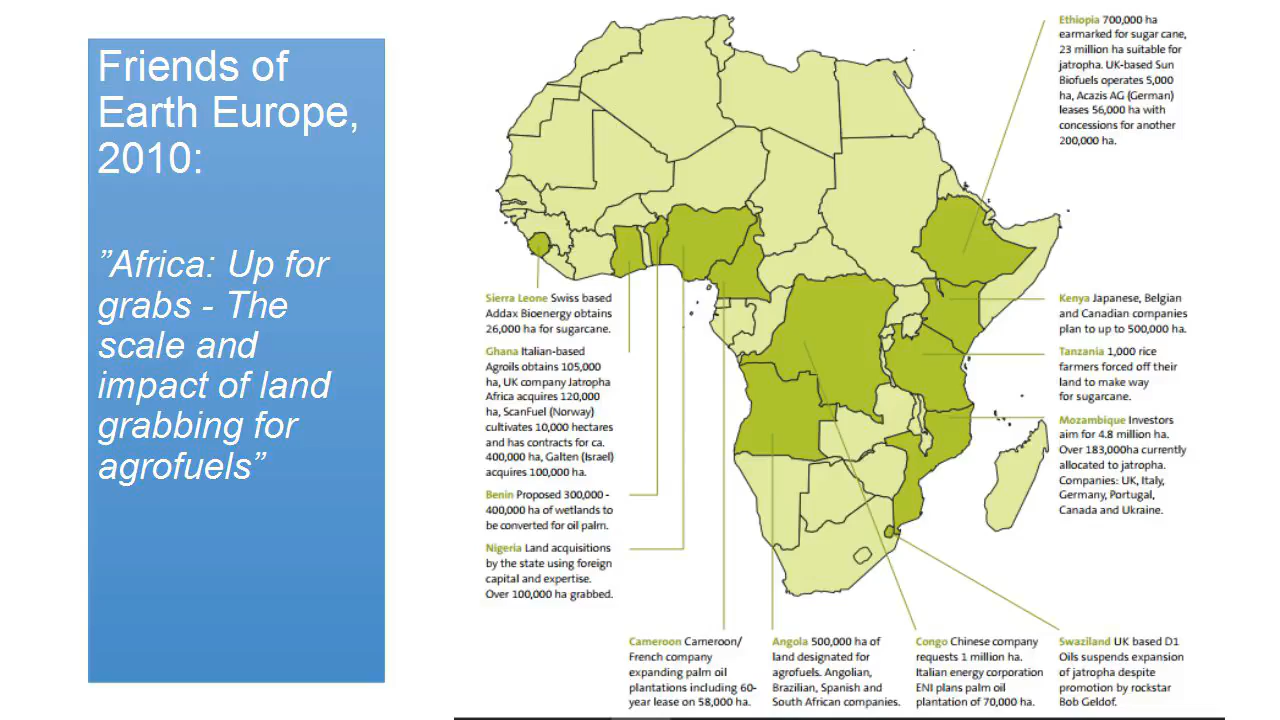 Friends of
Earth Europe,
2010:
”Africa: Up for
grabs - The
scale and
impact of land
grabbing for
agrofuels”
Ethiopia 700,000 ha
earmarked for sugar cane,
23 million ha suitable for
jatropha. UK-based Sun
Biofuels operates 5,000
ha, Acazis AG (German)
leases 56,000 ha with
concessions for another
200,000 ha.
Sierra Leone Swiss based
Addax Bioenergy obtains
26,000 ha for sugarcane.
Ghana Italian-based
Agroils obtains 105,000
ha, UK company Jatropha
Africa acquires 120,000
ha, ScanFuel (Norway)
cultivates 10,000 hectares
and has contracts for ca.
400,000 ha, Galten (Israel)
acquires 100,000 ha.
Benin Proposed 300,000 -
400,000 ha of wetlands to
be converted for oil palm.
Nigeria Land acquisitions
by the state using foreign
capital and expertise.
Over 100,000 ha grabbed.
Kenya Japanese, Belgian
and Canadian companies
plan to up to 500,000 ha.
Tanzania 1,000 rice
farmers forced off their
land to make way
for sugarcane.
Mozambique Investors
aim for 4.8 million ha.
Over 183,000ha currently
allocated to jatropha.
Companies: UK, Italy,
Germany, Portugal,
Canada and Ukraine.
Cameroon Cameroon/
French company
expanding palm oil
plantations including 60-
year lease on 58,000 ha.
Angola 500,000 ha of
land designated for
agrofuels. Angolian,
Brazilian, Spanish and
South African companies.
Congo Chinese company
requests 1 million ha.
Italian energy corporation
ENI plans palm oil
plantation of 70,000 ha.
Swaziland UK based D1
Oils suspends expansion
of jatropha despite
promotion by rockstar
Bob Geldof.